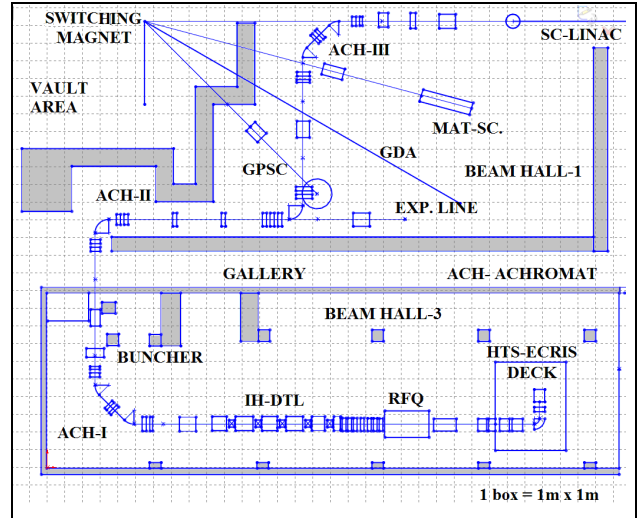 SWITCHING
MAGNET
SC-LINAC
ACH-III
VAULT
AREA
MAT-SC.
GDA
GPSC
BEAM HALL-1
ACH-II
EXP. LINE
GALLERY
ACH- ACHROMAT
BEAM HALL-3
BUNCHER
HTS-ECRIS
DECK
IH-DTL
RFQ
ACH-I
1 box = 1m x 1m